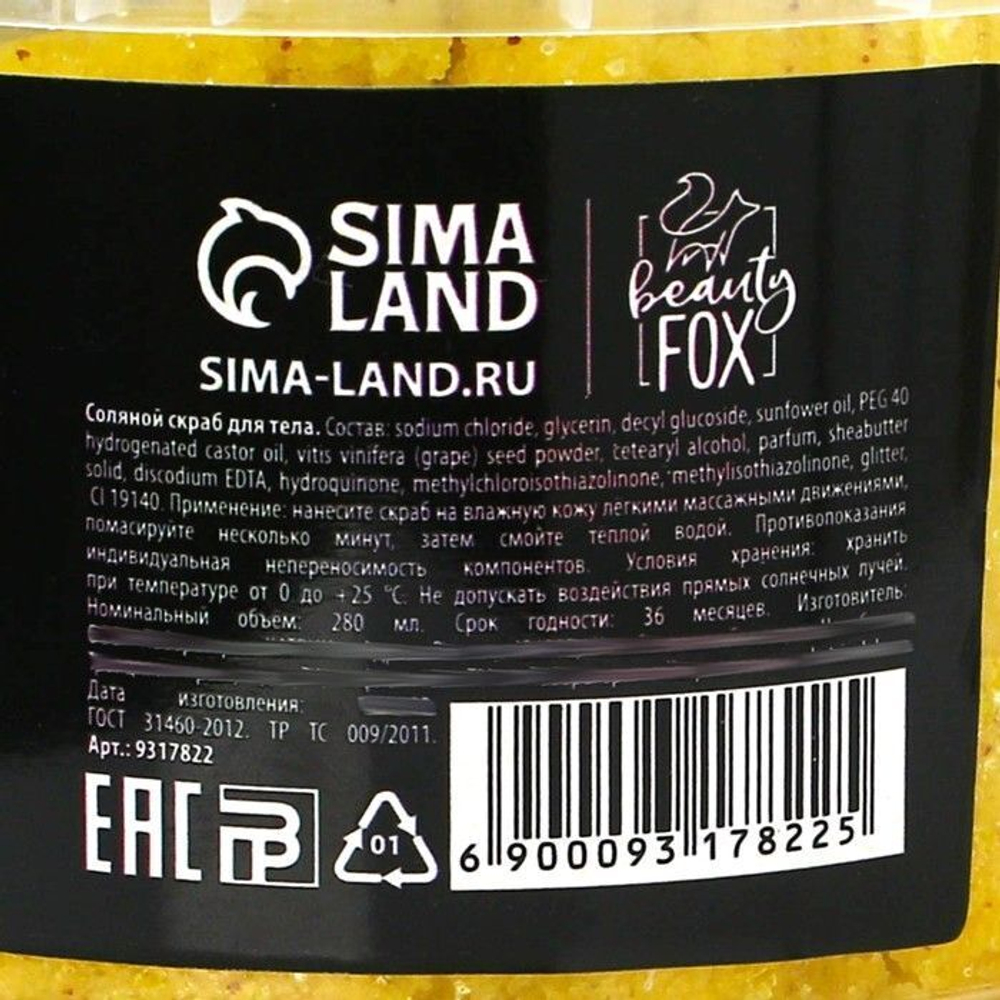 SIMA
LAND
SIMA-LAND.RU
beauty
FOX
Соляной скраб для тела. Состав: sodium chloride, glycerin, decyl glucoside, sunfower oil, PEG 40
hydrogenated castor oil, vitis vinifera (grape) seed powder, cetearyl alcohol, parfum, sheabutter
solid, discodium EDTA, hydroquinone, methylchloroisothiazolinone, methylisothiazolinone, glitter,
CI 19140. Применение: нанесите скраб на влажную кожу лёгкими массажными движениями,
помасируйте несколько минут, затем смойте теплой водой. Противопоказания
индивидуальная непереносимость компонентов. Условия хранения: хранить
при температуре от 0 до +25 °C. Не допускать воздействия прямых солнечных лучей.
Номинальный объём: 280 мл. Срок годности: 36 месяцев. Изготовитель:
Дата изготовления:
ГОСТ 31460-2012. ТР ТС 009/2011.
Арт.: 9317822
EAC
01
6 900093 178225